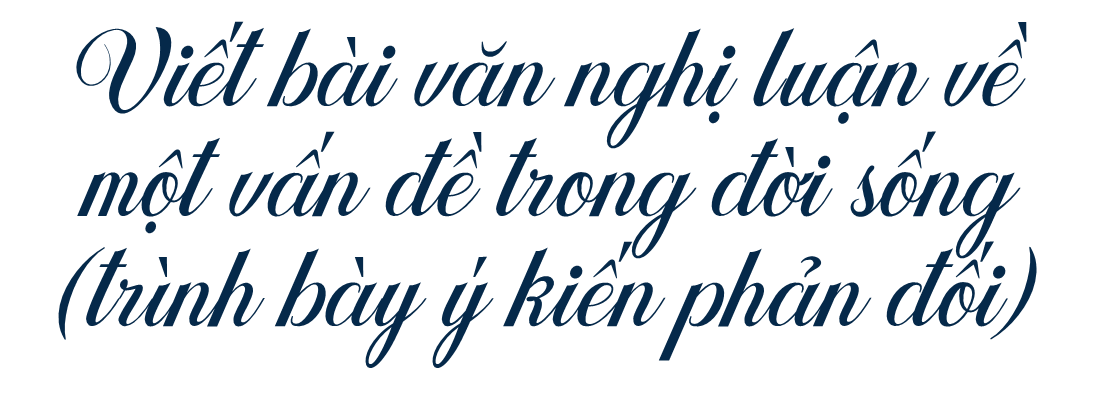 Viết bài văn nghị luận về
một vấn đề trong đời sống
(trình bày ý kiến phản đối)